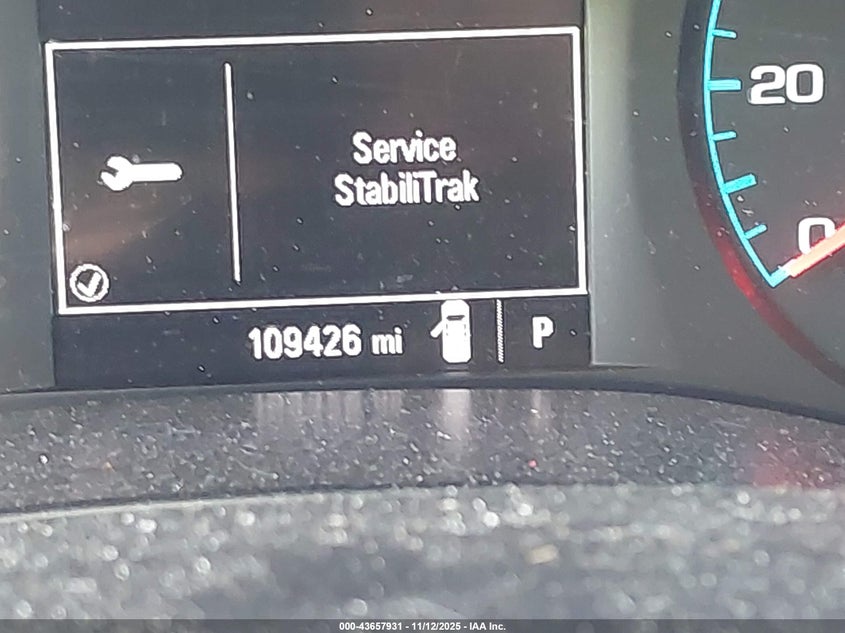 Service
StabiliTrak
20
0
109426 mi
P
000-43657931 - 11/12/2025 - IAA Inc.